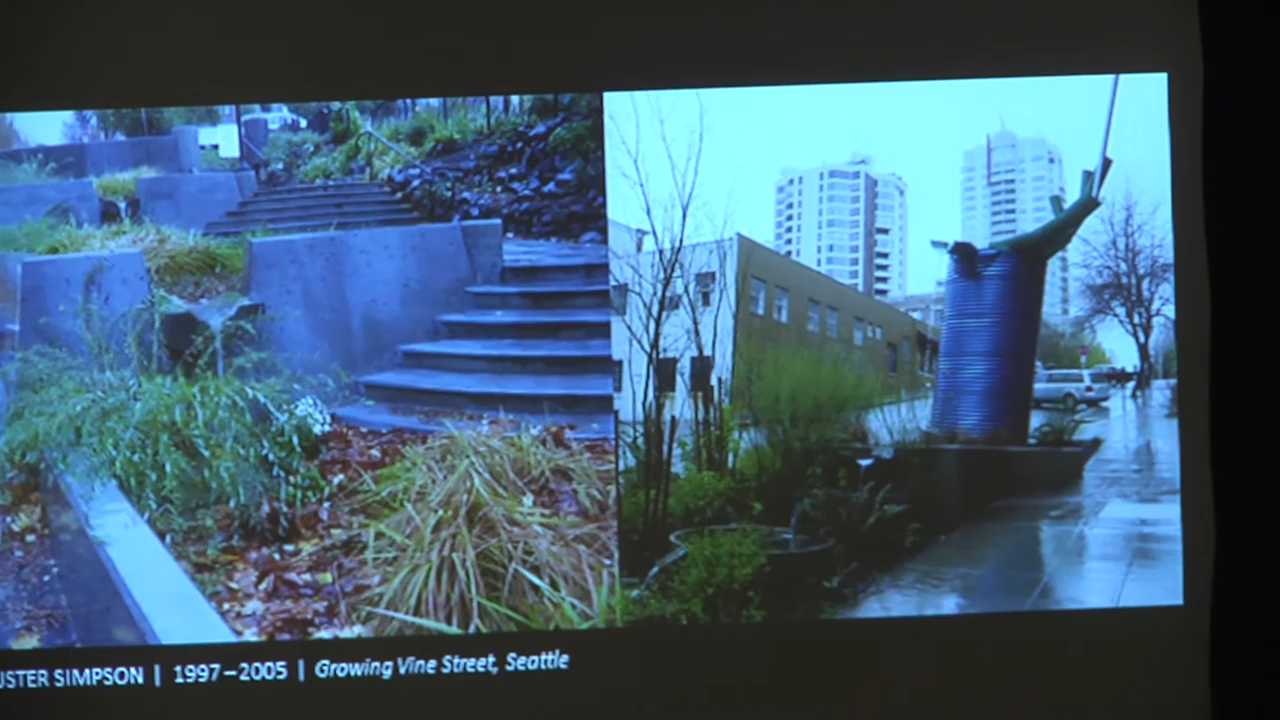 USTER SIMPSON | 1997–2005 | Growing Vine Street, Seattle